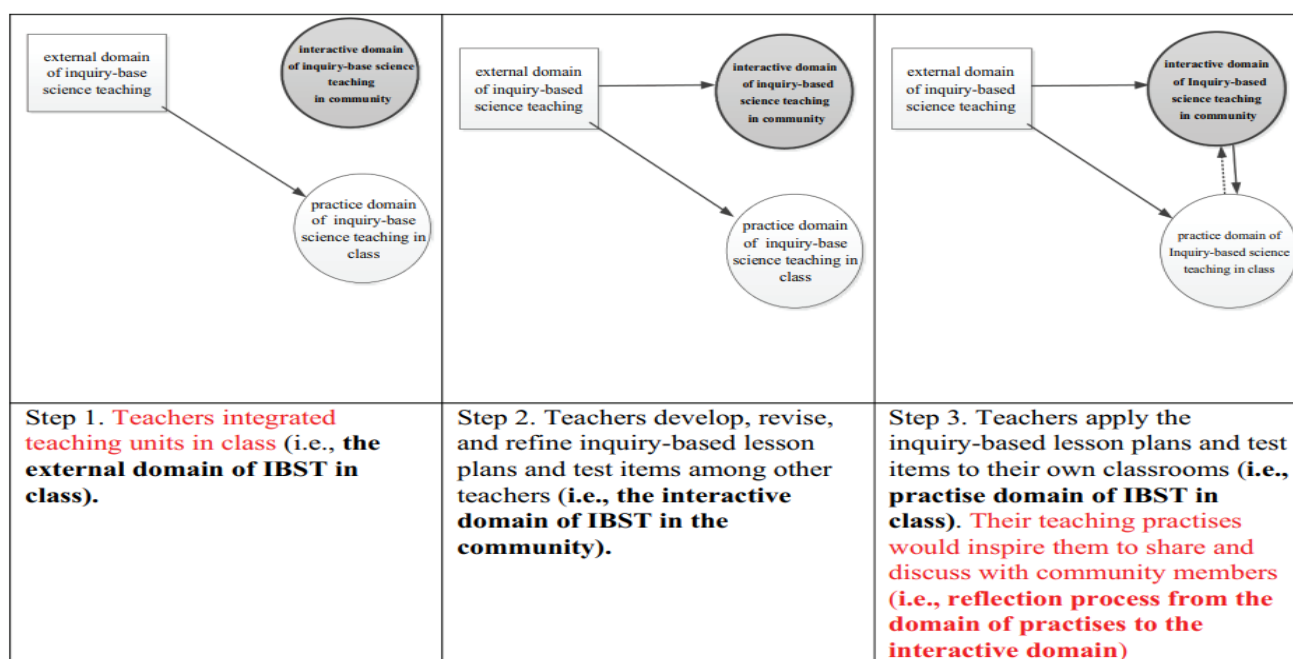 external domain
of inquiry-base
science teaching
interactive domain
of inquiry-base science
teaching
in community
practice domain
of inquiry-base
science teaching in
class
external domain
of inquiry-based
science teaching
interactive domain
of inquiry-based
science teaching
in community
practice domain
of inquiry-base
science teaching in
class
external domain
of inquiry-based
science teaching
interactive domain
of Inquiry-based
science teaching
in community
practice domain of
Inquiry-based science
teaching in class
Step 1. Teachers integrated
teaching units in class (i.e., the
external domain of IBST in
class).
Step 2. Teachers develop, revise,
and refine inquiry-based lesson
plans and test items among other
teachers (i.e., the interactive
domain of IBST in the
community).
Step 3. Teachers apply the
inquiry-based lesson plans and test
items to their own classrooms (i.e.,
practise domain of IBST in
class). Their teaching practises
would inspire them to share and
discuss with community members
(i.e., reflection process from the
domain of practises to the
interactive domain)